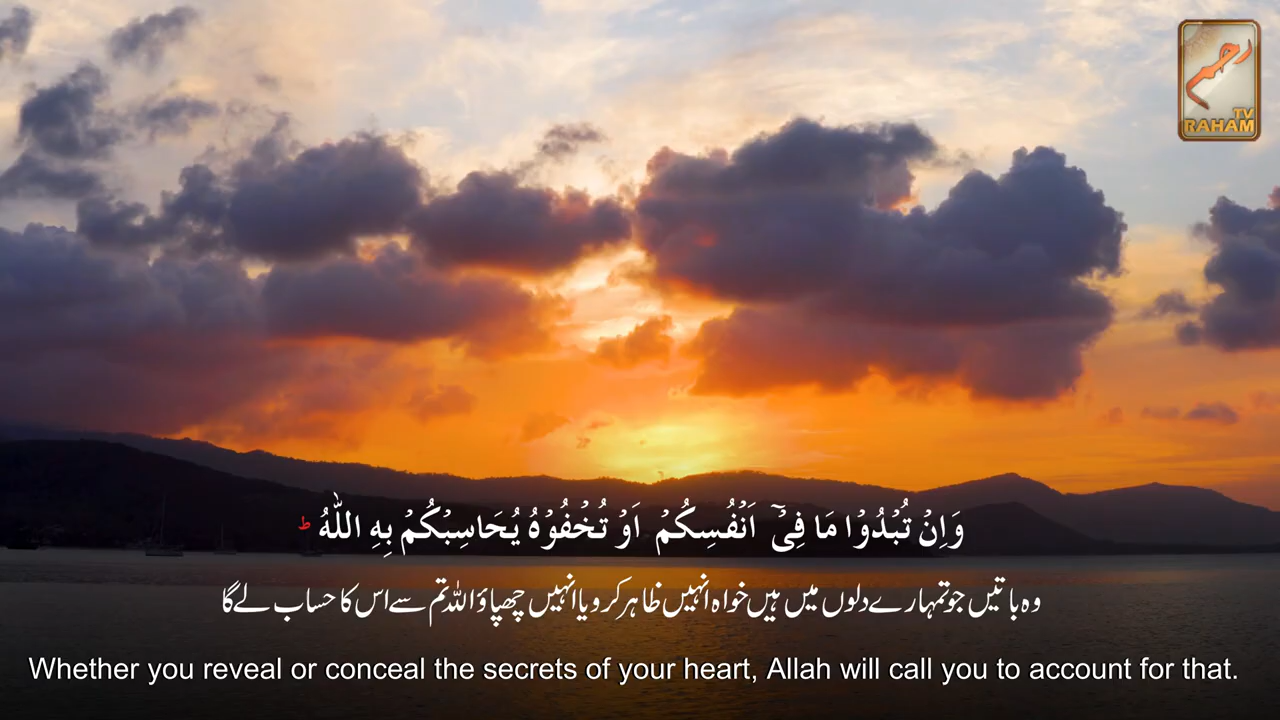 رحم
TV
RAHAM
وَاِنۡ تُبۡدُوۡا مَا فِىۡۤ اَنۡفُسِكُمۡ اَوۡ تُخۡفُوۡهُ يُحَاسِبۡكُمۡ بِهِ اللّٰهُ ؕ
وہ باتیں جو تمہارے دلوں میں ہیں خواہ انہیں ظاہر کرو یا انہیں چھپاؤ اللہ تم سے اس کا حساب لے گا
Whether you reveal or conceal the secrets of your heart, Allah will call you to account for that.